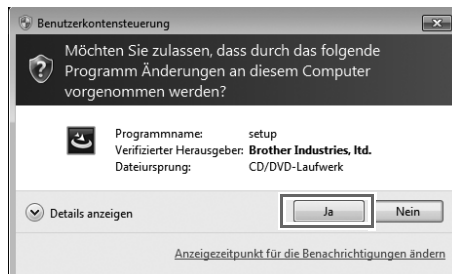 Benutzerkontensteuerung
Möchten Sie zulassen, dass durch das folgende
Programm Änderungen an diesem Computer
vorgenommen werden?
Programmname: setup
Verifizierter Herausgeber: Brother Industries, ltd.
Dateiursprung: CD/DVD-Laufwerk
Details anzeigen
Ja
Nein
Anzeigezeitpunkt für die Benachrichtigungen ändern